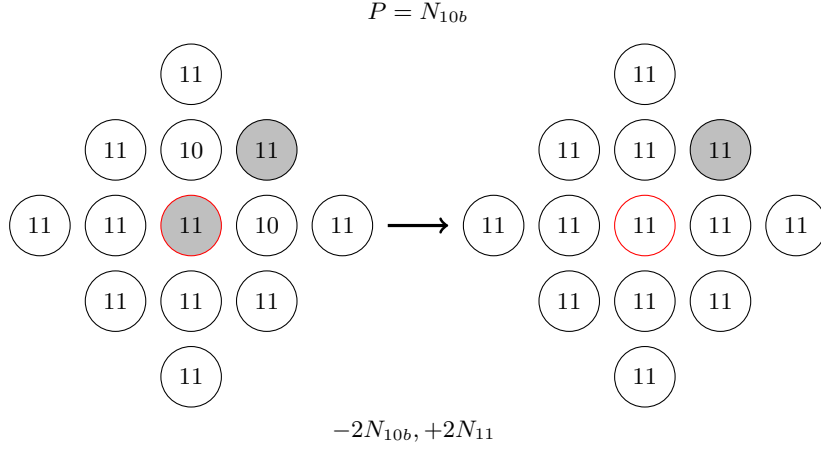 P = N_{10b}
11 11
11 10 11 11 11 11
11 11 11 10 11 11 11 11 11 11
11 11 11 11 11 11
11 11
−2N_{10b}, +2N_{11}